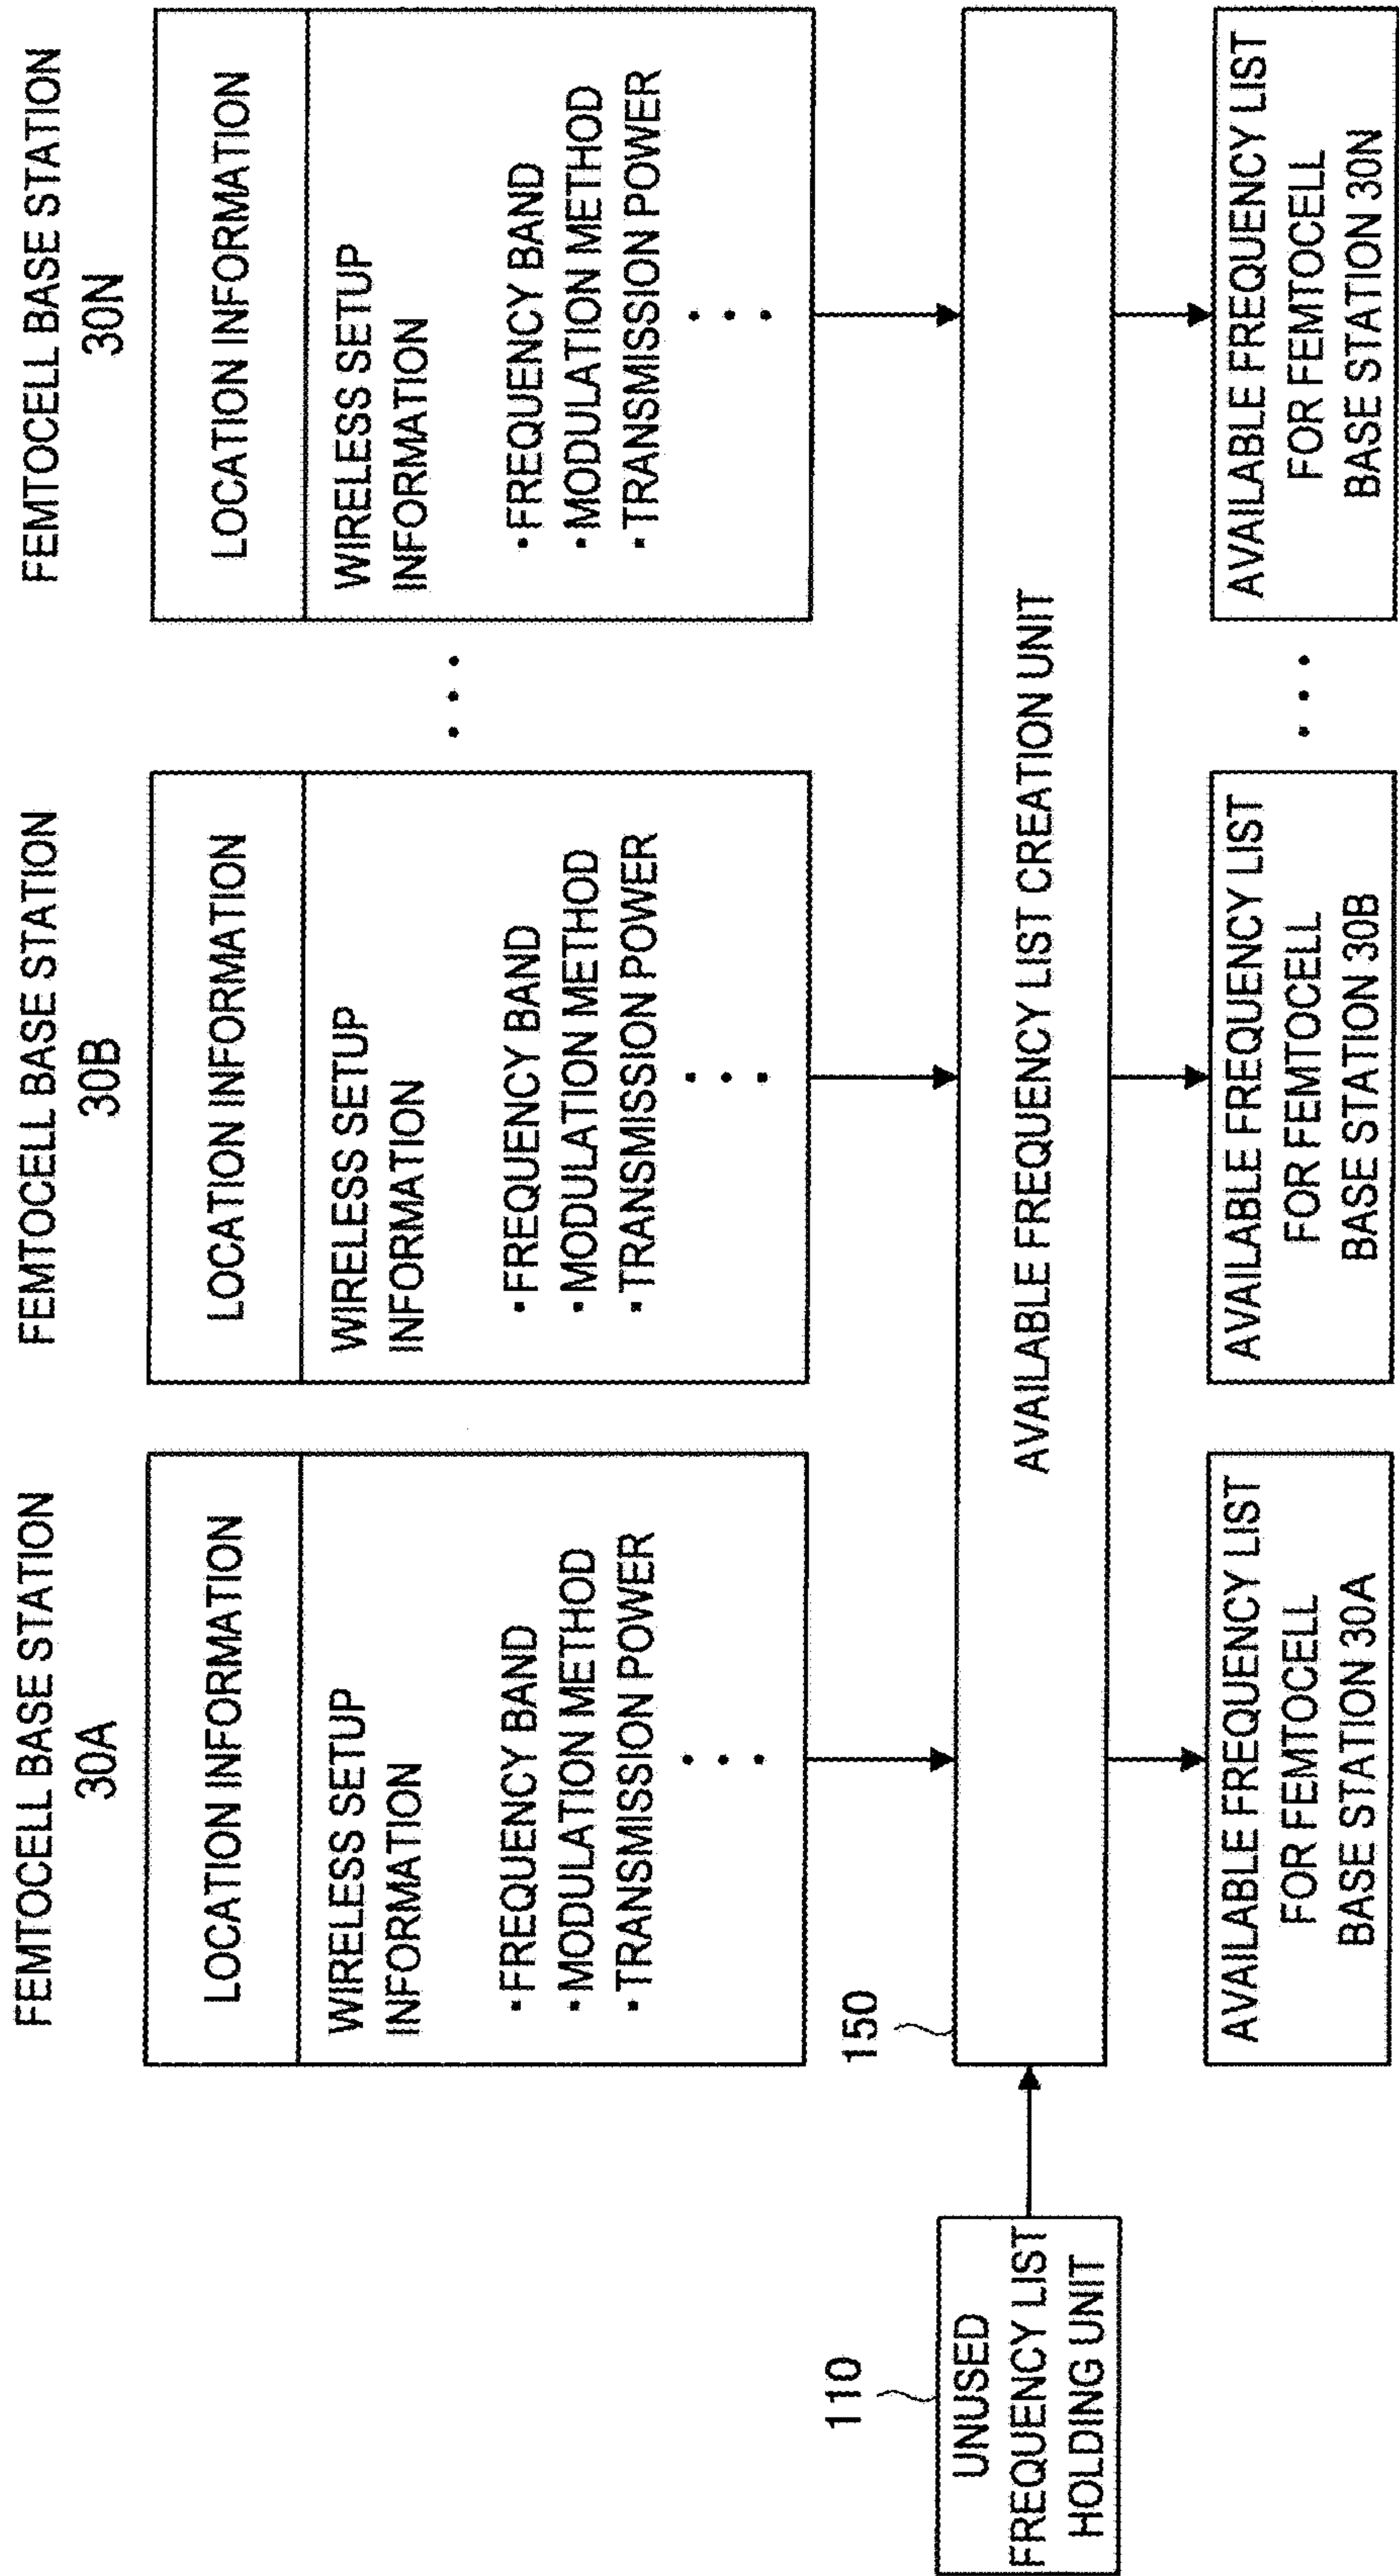 FEMTOCELL BASE STATION
30A
LOCATION INFORMATION
WIRELESS SETUP
INFORMATION
・FREQUENCY BAND
・MODULATION METHOD
・TRANSMISSION POWER
FEMTOCELL BASE STATION
30B
LOCATION INFORMATION
WIRELESS SETUP
INFORMATION
・FREQUENCY BAND
・MODULATION METHOD
・TRANSMISSION POWER
FEMTOCELL BASE STATION
30N
LOCATION INFORMATION
WIRELESS SETUP
INFORMATION
・FREQUENCY BAND
・MODULATION METHOD
・TRANSMISSION POWER
110
UNUSED
FREQUENCY LIST
HOLDING UNIT
150
AVAILABLE FREQUENCY LIST CREATION UNIT
AVAILABLE FREQUENCY LIST
FOR FEMTOCELL
BASE STATION 30A
AVAILABLE FREQUENCY LIST
FOR FEMTOCELL
BASE STATION 30B
AVAILABLE FREQUENCY LIST
FOR FEMTOCELL
BASE STATION 30N